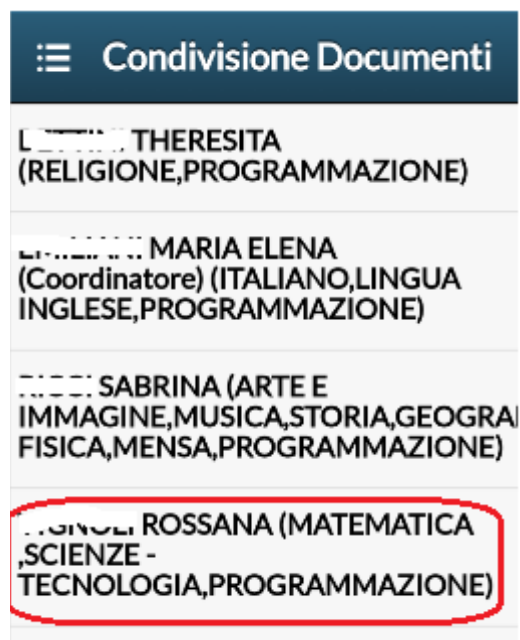 Condivisione Documenti
THERESITA
(RELIGIONE,PROGRAMMAZIONE)
MARIA ELENA
(Coordinatore) (ITALIANO,LINGUA
INGLESE,PROGRAMMAZIONE)
SABRINA (ARTE E
IMMAGINE,MUSICA,STORIA,GEOGRA
FISICA,MENSA,PROGRAMMAZIONE)
ROSSANA (MATEMATICA
,SCIENZE -
TECNOLOGIA,PROGRAMMAZIONE)